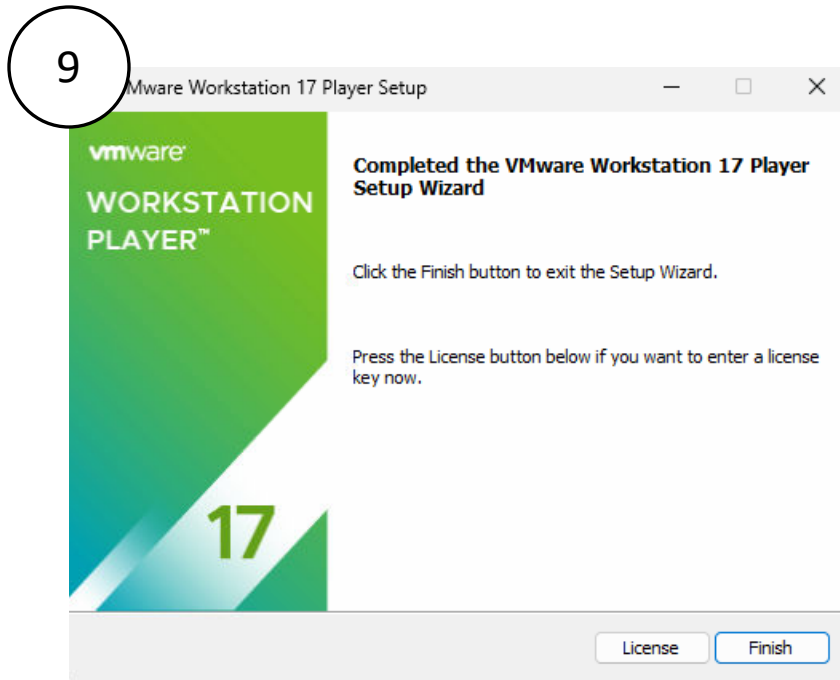 9
Mware Workstation 17 Player Setup
vmware
WORKSTATION
PLAYER™
17
Completed the VMware Workstation 17 Player
Setup Wizard
Click the Finish button to exit the Setup Wizard.
Press the License button below if you want to enter a license
key now.
License
Finish